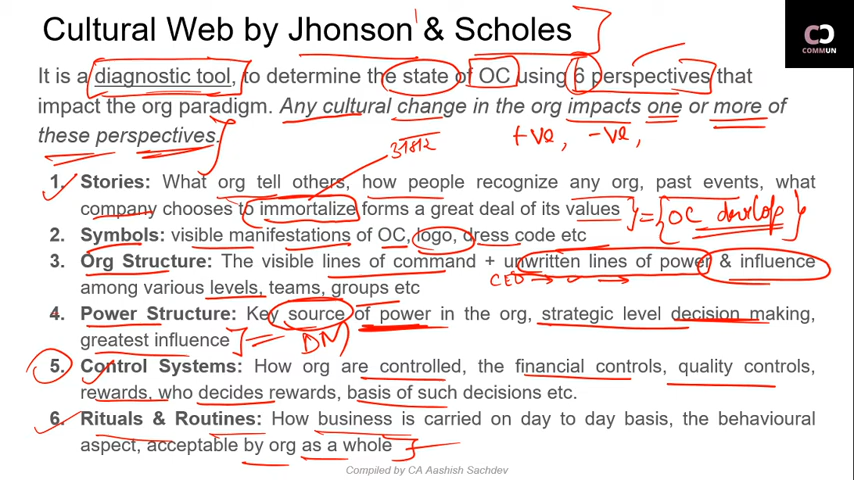 Cultural Web by Jhonson & Scholes
COMMUN
It is a diagnostic tool, to determine the state of OC using 6 perspectives that
impact the org paradigm. Any cultural change in the org impacts one or more of
these perspectives.
+ve, -ve,
अमर
1. Stories: What org tell others, how people recognize any org, past events, what
company chooses to immortalize forms a great deal of its values
= OC develop
2. Symbols: visible manifestations of OC, logo, dress code etc
3. Org Structure: The visible lines of command + unwritten lines of power & influence
CEO → o →
among various levels, teams, groups etc
4. Power Structure: Key source of power in the org, strategic level decision making,
greatest influence
DM
5. Control Systems: How org are controlled, the financial controls, quality controls,
rewards, who decides rewards, basis of such decisions etc.
6. Rituals & Routines: How business is carried on day to day basis, the behavioural
aspect, acceptable by org as a whole
Compiled by CA Aashish Sachdev